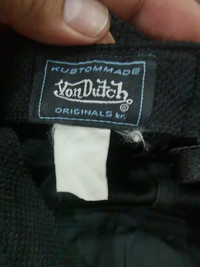 KUSTOMMADE
Von Dutch
®
ORIGINALS kr.